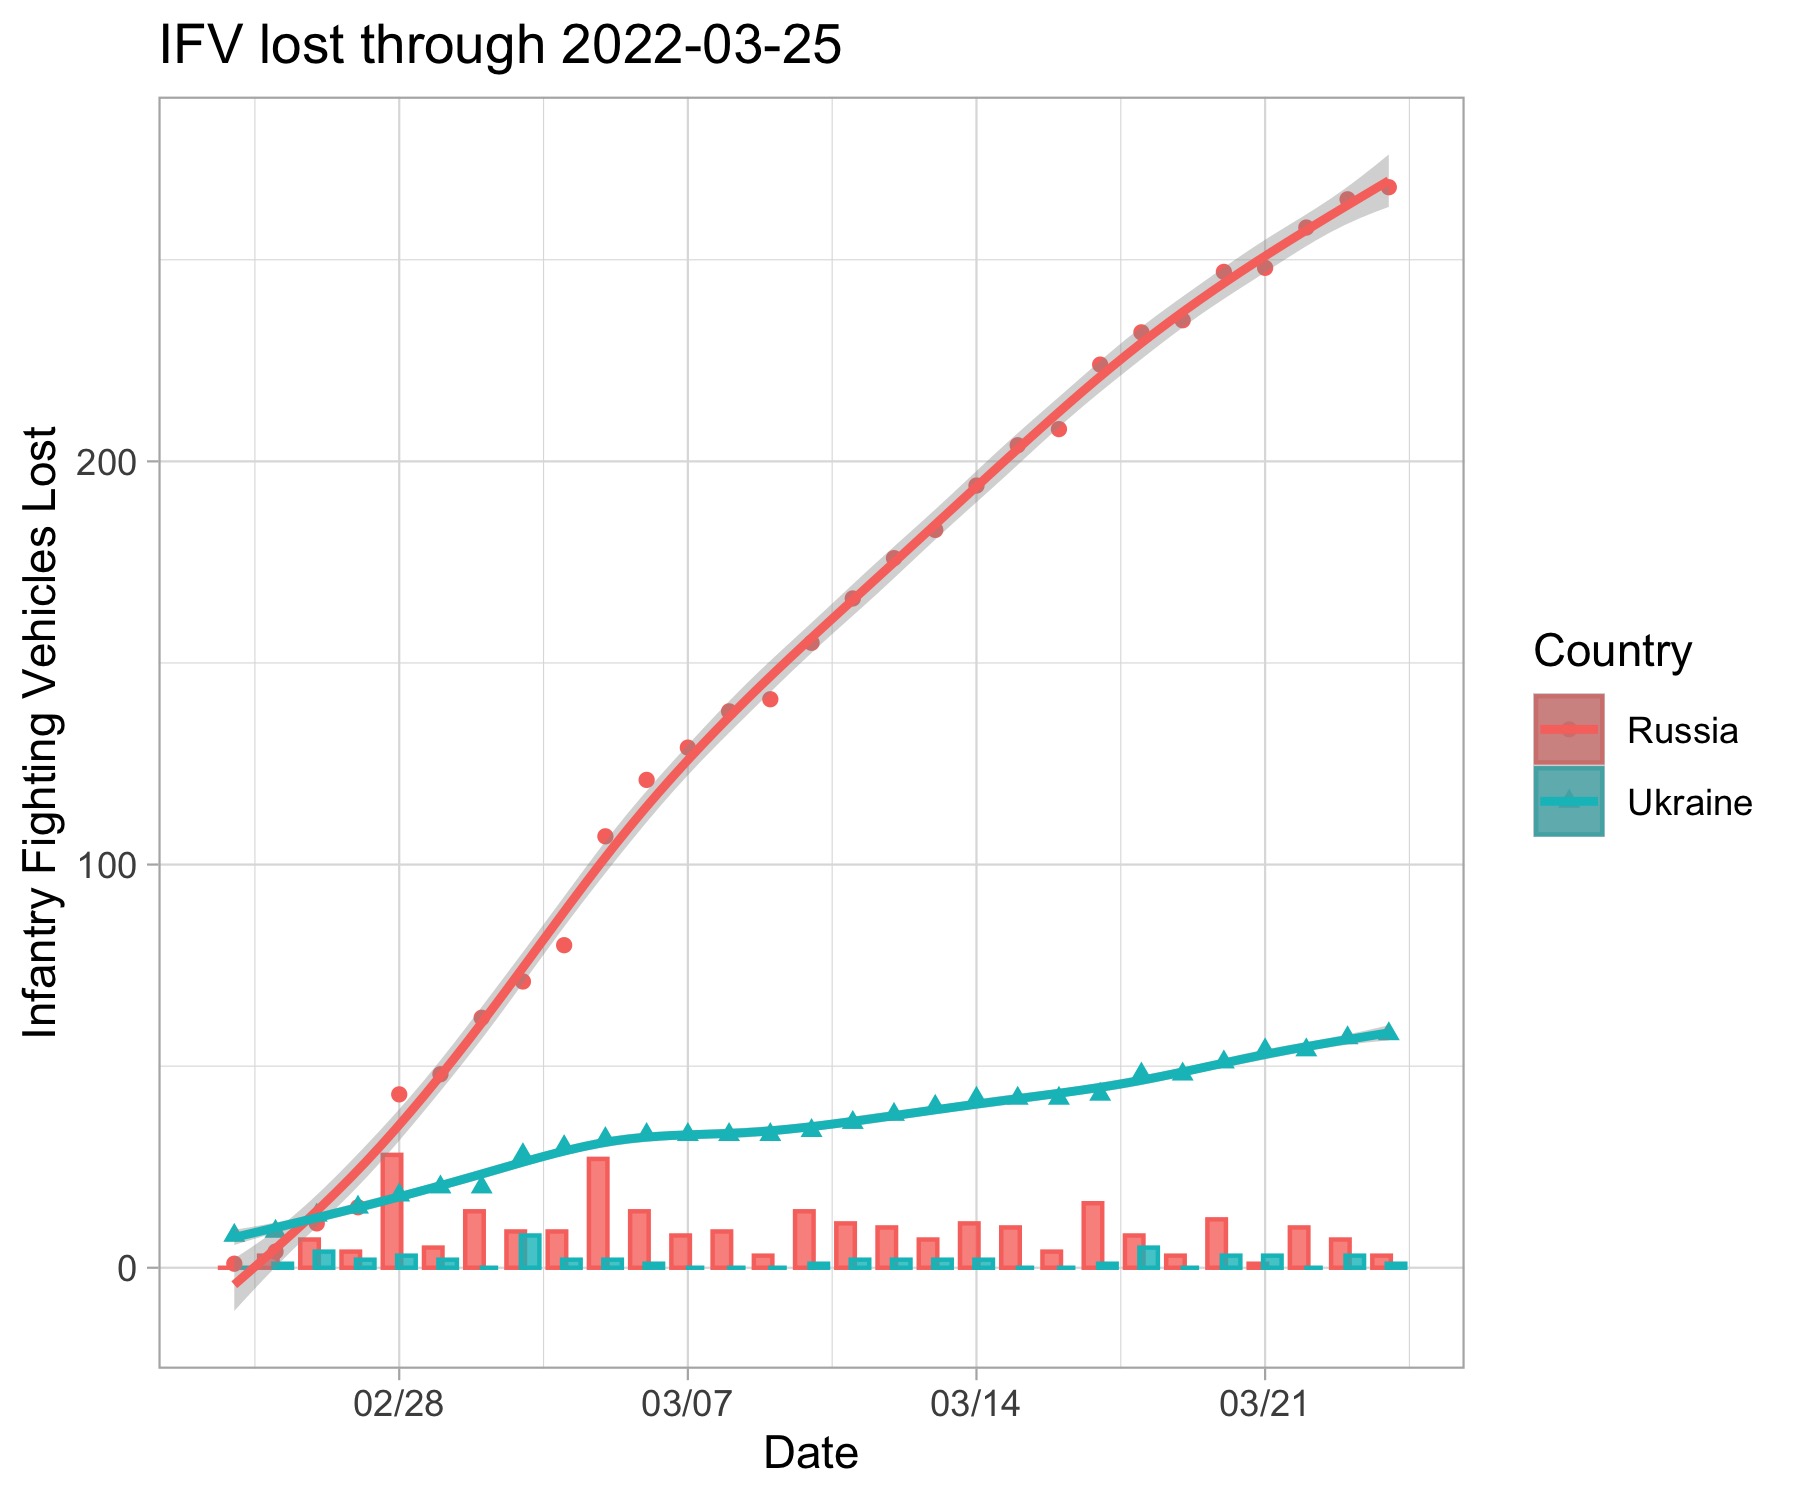 IFV lost through 2022-03-25
Infantry Fighting Vehicles Lost
200
100
0
02/28
03/07
03/14
03/21
Date
Country
Russia
Ukraine